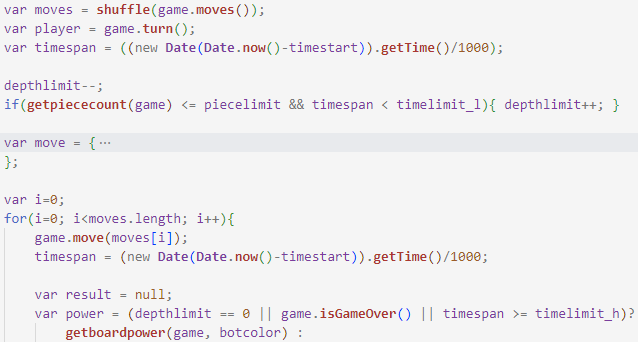 var moves = shuffle(game.moves());
var player = game.turn();
var timespan = ((new Date(Date.now()-timestart)).getTime()/1000);
depthlimit--;
if(getpiececount(game) <= piecelimit && timespan < timelimit_l){ depthlimit++; }
var move = {⋯
};
var i=0;
for(i=0; i<moves.length; i++){
game.move(moves[i]);
timespan = (new Date(Date.now()-timestart)).getTime()/1000;
var result = null;
var power = (depthlimit == 0 || game.isGameOver() || timespan >= timelimit_h)?
getboardpower(game, botcolor) :